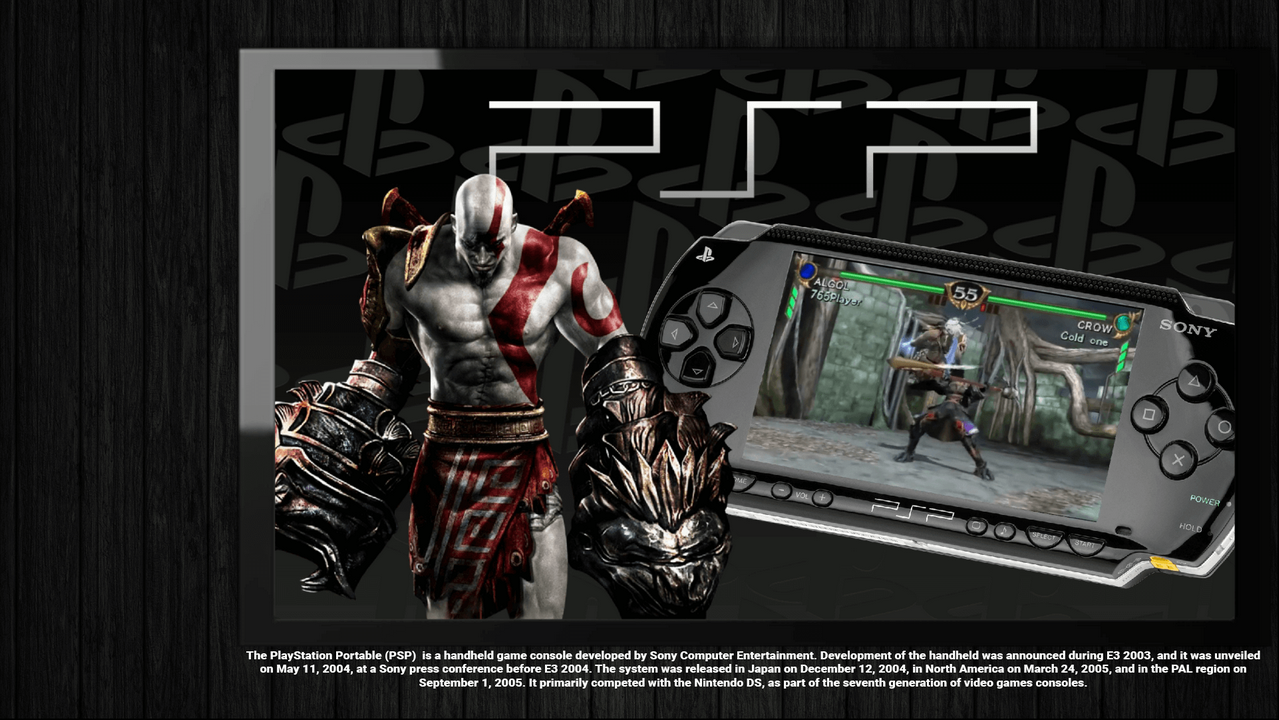 PSP
ALGOL
765Player
55
CROW
Cold one
SONY
VOL
PSP
SELECT
START
POWER
HOLD
The PlayStation Portable (PSP)  is a handheld game console developed by Sony Computer Entertainment. Development of the handheld was announced during E3 2003, and it was unveiled
on May 11, 2004, at a Sony press conference before E3 2004. The system was released in Japan on December 12, 2004, in North America on March 24, 2005, and in the PAL region on
September 1, 2005. It primarily competed with the Nintendo DS, as part of the seventh generation of video games consoles.